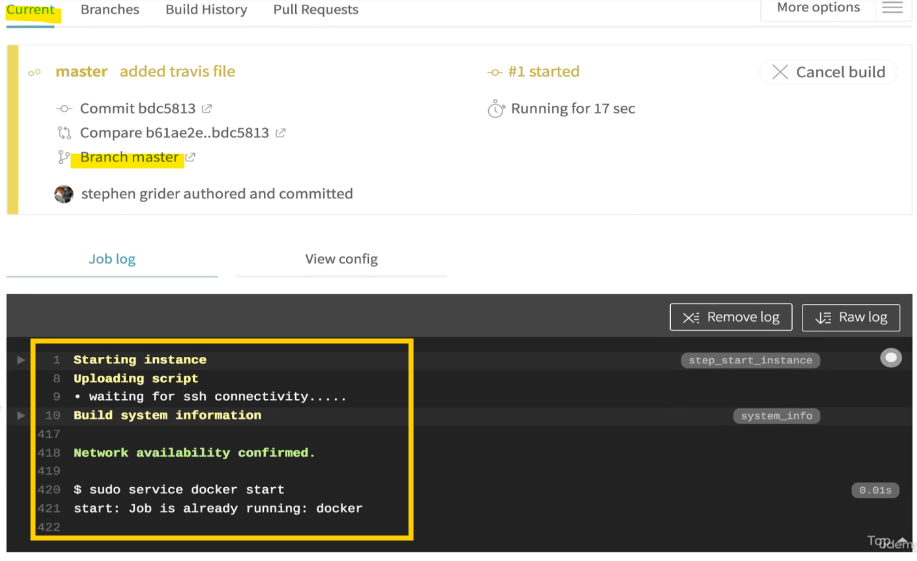 Current Branches Build History Pull Requests More options
master added travis file #1 started Cancel build
Commit bdc5813 Running for 17 sec
Compare b61ae2e..bdc5813
Branch master
stephen grider authored and committed
Job log View config
Remove log Raw log
1 Starting instance step_start_instance
8 Uploading script
9 • waiting for ssh connectivity.....
10 Build system information system_info
417
418 Network availability confirmed.
419
420 $ sudo service docker start 0.01s
421 start: Job is already running: docker
422
Top
Udemy